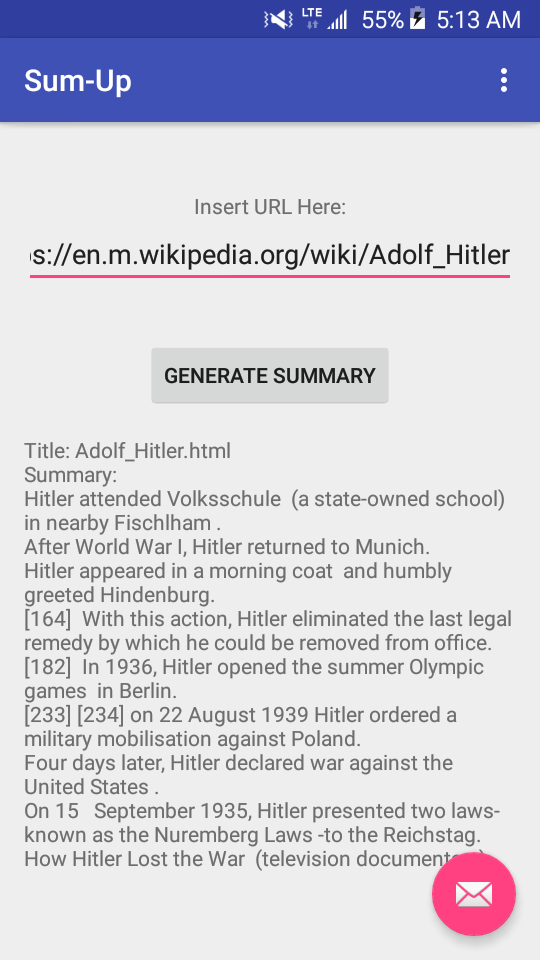 LTE 55% 5:13 AM
Sum-Up
Insert URL Here:
s://en.m.wikipedia.org/wiki/Adolf_Hitler
GENERATE SUMMARY
Title: Adolf_Hitler.html
Summary:
Hitler attended Volksschule  (a state-owned school)
in nearby Fischlham .
After World War I, Hitler returned to Munich.
Hitler appeared in a morning coat  and humbly
greeted Hindenburg.
[164]  With this action, Hitler eliminated the last legal
remedy by which he could be removed from office.
[182]  In 1936, Hitler opened the summer Olympic
games  in Berlin.
[233] [234] on 22 August 1939 Hitler ordered a
military mobilisation against Poland.
Four days later, Hitler declared war against the
United States .
On 15   September 1935, Hitler presented two laws-
known as the Nuremberg Laws -to the Reichstag.
How Hitler Lost the War  (television